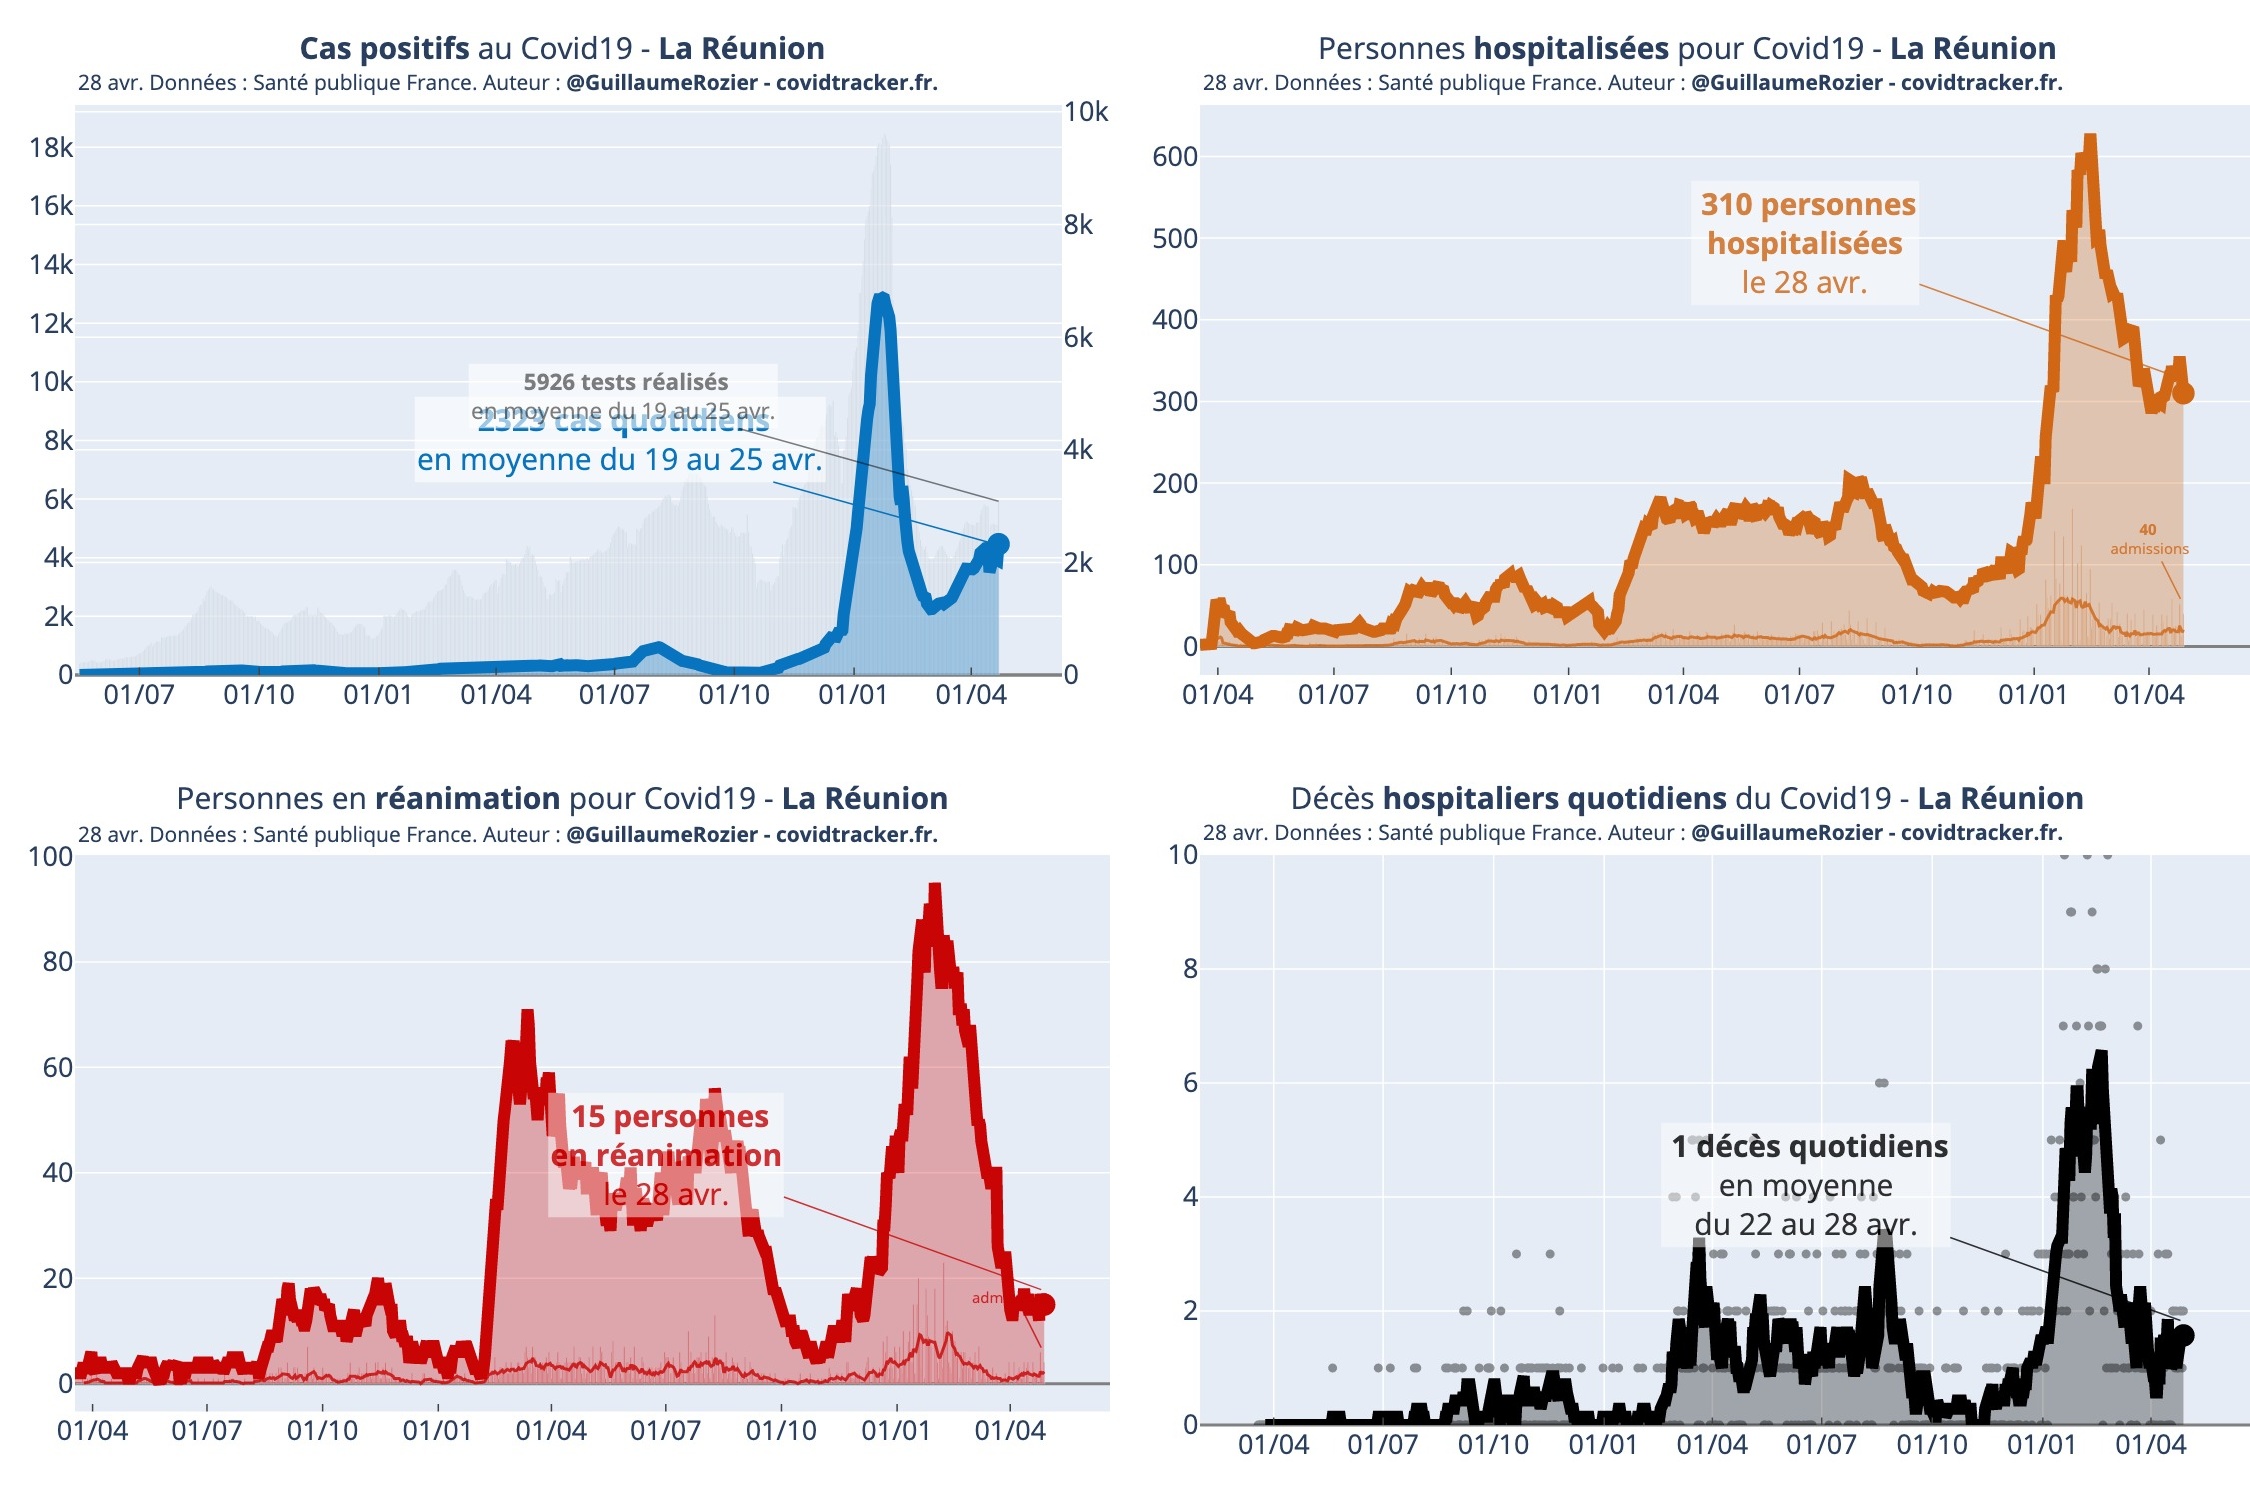 Cas positifs au Covid19 - La Réunion
28 avr. Données : Santé publique France. Auteur : @GuillaumeRozier - covidtracker.fr.
10k
18k
16k
8k
14k
12k
6k
10k
5926 tests réalisés
en moyenne du 19 au 25 avr.
2323 cas quotidiens
en moyenne du 19 au 25 avr.
8k
4k
6k
4k
2k
2k
0
0
01/07 01/10 01/01 01/04 01/07 01/10 01/01 01/04
Personnes hospitalisées pour Covid19 - La Réunion
28 avr. Données : Santé publique France. Auteur : @GuillaumeRozier - covidtracker.fr.
600
310 personnes
hospitalisées
le 28 avr.
500
400
300
200
40
admissions
100
0
01/04 01/07 01/10 01/01 01/04 01/07 01/10 01/01 01/04
Personnes en réanimation pour Covid19 - La Réunion
28 avr. Données : Santé publique France. Auteur : @GuillaumeRozier - covidtracker.fr.
100
80
60
15 personnes
en réanimation
le 28 avr.
40
20
adm
0
01/04 01/07 01/10 01/01 01/04 01/07 01/10 01/01 01/04
Décès hospitaliers quotidiens du Covid19 - La Réunion
28 avr. Données : Santé publique France. Auteur : @GuillaumeRozier - covidtracker.fr.
10
8
6
1 décès quotidiens
en moyenne
du 22 au 28 avr.
4
2
0
01/04 01/07 01/10 01/01 01/04 01/07 01/10 01/01 01/04